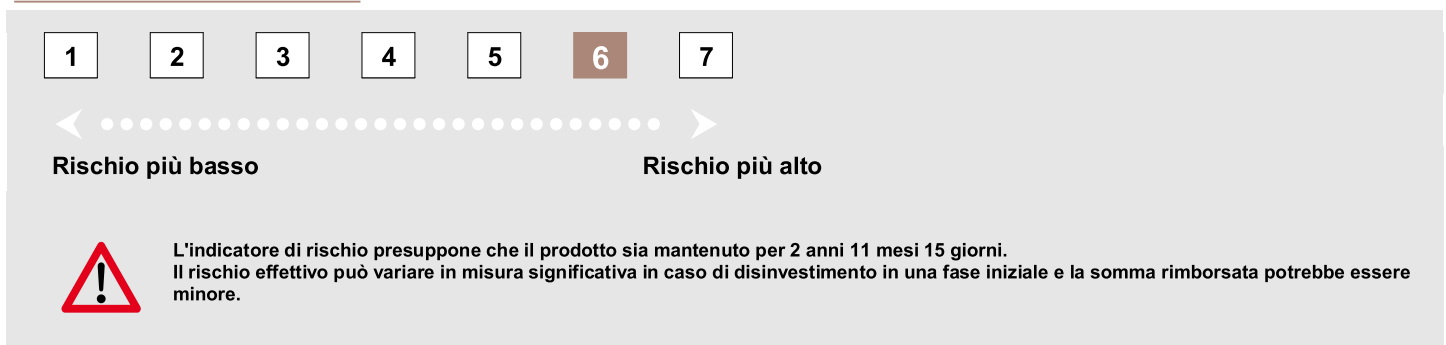 1 2 3 4 5 6 7
Rischio più basso Rischio più alto
L'indicatore di rischio presuppone che il prodotto sia mantenuto per 2 anni 11 mesi 15 giorni.
Il rischio effettivo può variare in misura significativa in caso di disinvestimento in una fase iniziale e la somma rimborsata potrebbe essere
minore.